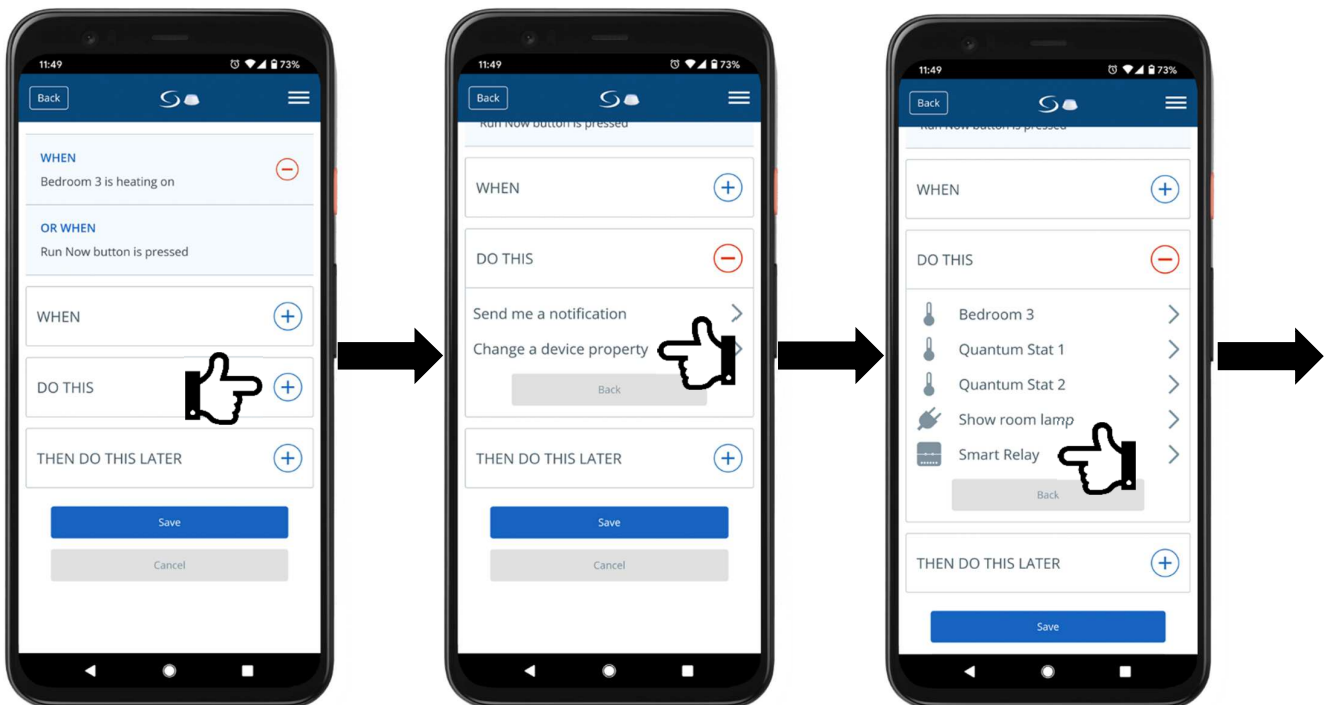 11:49
73%
Back
WHEN
Bedroom 3 is heating on
OR WHEN
Run Now button is pressed
WHEN
DO THIS
THEN DO THIS LATER
Save
Cancel
11:49
73%
Back
Run Now button is pressed
WHEN
DO THIS
Send me a notification
Change a device property
Back
THEN DO THIS LATER
Save
Cancel
11:49
73%
Back
Run Now button is pressed
WHEN
DO THIS
Bedroom 3
Quantum Stat 1
Quantum Stat 2
Show room lamp
Smart Relay
Back
THEN DO THIS LATER
Save